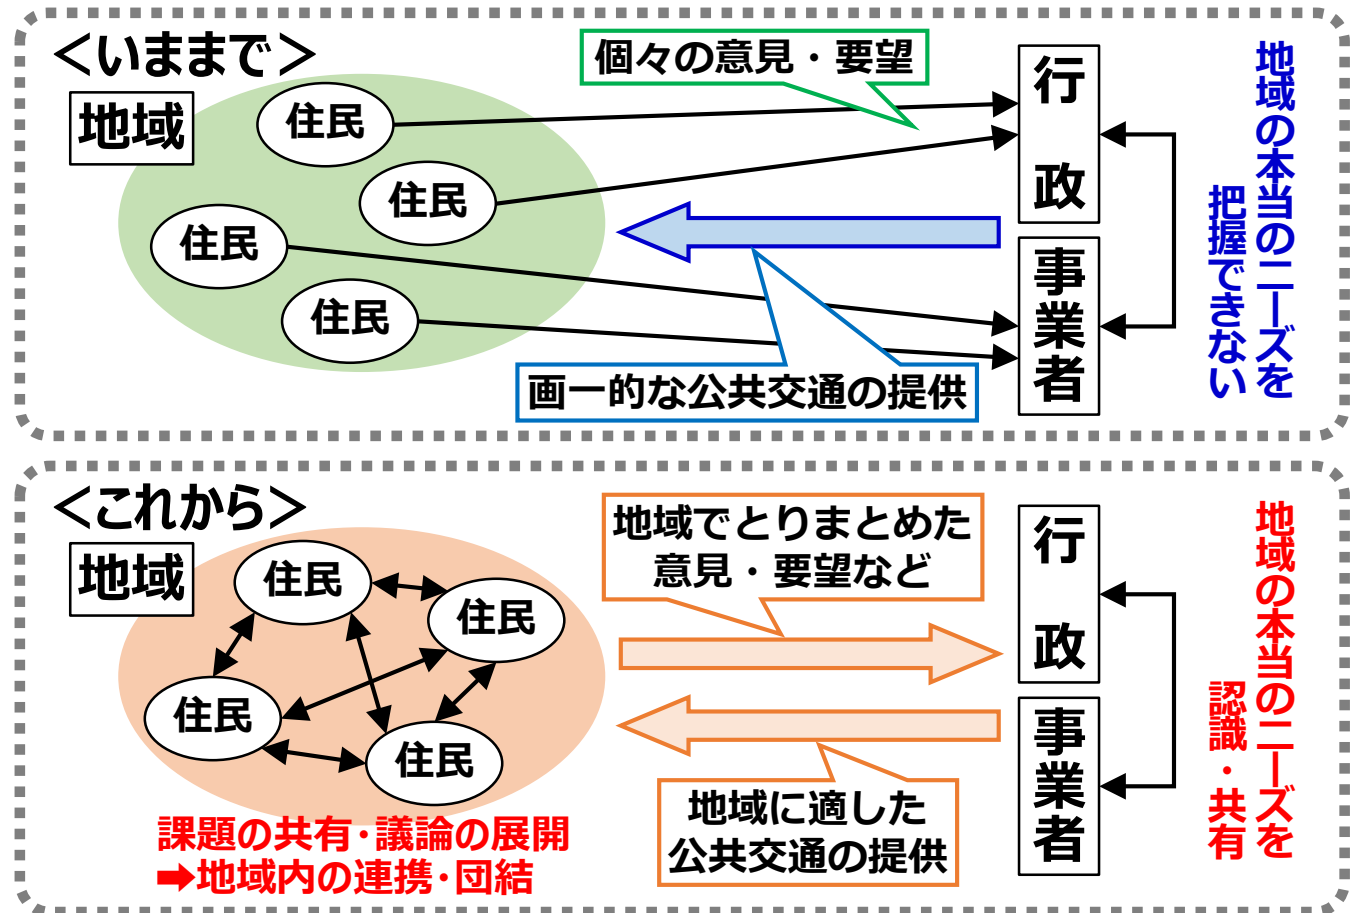 ＜いままで＞
地域
住民
住民
住民
住民
個々の意見・要望
画一的な公共交通の提供
行政
事業者
地域の本当のニーズを
把握できない
＜これから＞
地域
住民
住民
住民
住民
課題の共有・議論の展開
➡地域内の連携・団結
地域でとりまとめた
意見・要望など
地域に適した
公共交通の提供
行政
事業者
地域の本当のニーズを
認識・共有